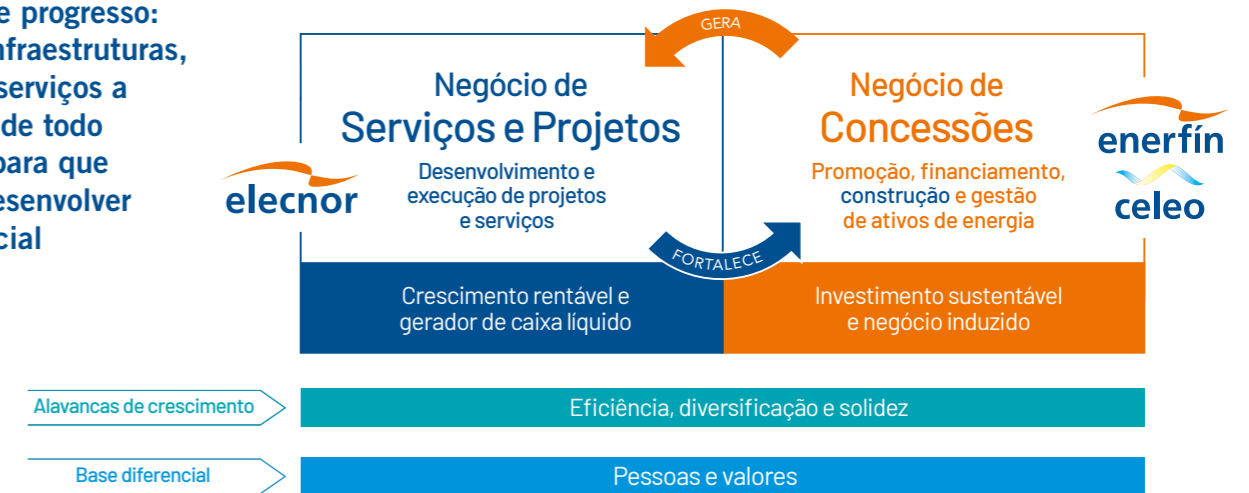 e progresso:
nfraestruturas,
serviços a
de todo
para que
esenvolver
cial
GERA
Negócio de
Serviços e Projetos
Desenvolvimento e
execução de projetos
e serviços
elecnor
Negócio de
Concessões
Promoção, financiamento,
construção e gestão
de ativos de energia
enerfín
celeo
FORTALECE
Crescimento rentável e
gerador de caixa líquido
Investimento sustentável
e negócio induzido
Alavancas de crescimento
Eficiência, diversificação e solidez
Base diferencial
Pessoas e valores